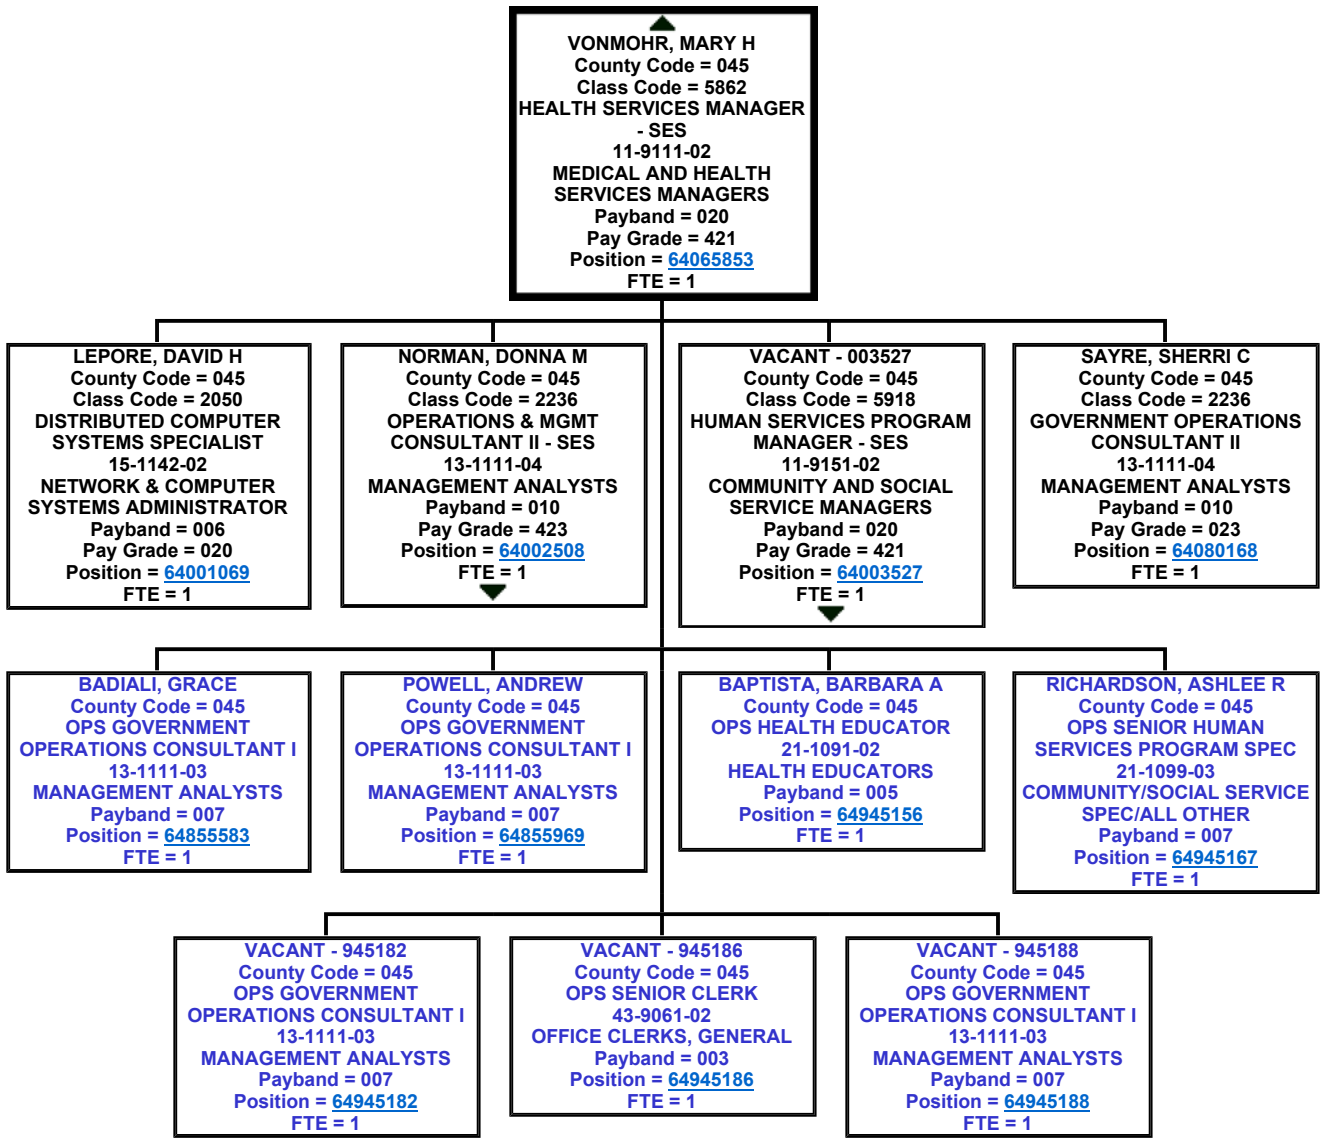 VONMOHR, MARY H
County Code = 045
Class Code = 5862
HEALTH SERVICES MANAGER
- SES
11-9111-02
MEDICAL AND HEALTH
SERVICES MANAGERS
Payband = 020
Pay Grade = 421
Position = 64065853
FTE = 1
LEPORE, DAVID H
County Code = 045
Class Code = 2050
DISTRIBUTED COMPUTER
SYSTEMS SPECIALIST
15-1142-02
NETWORK & COMPUTER
SYSTEMS ADMINISTRATOR
Payband = 006
Pay Grade = 020
Position = 64001069
FTE = 1
NORMAN, DONNA M
County Code = 045
Class Code = 2236
OPERATIONS & MGMT
CONSULTANT II - SES
13-1111-04
MANAGEMENT ANALYSTS
Payband = 010
Pay Grade = 423
Position = 64002508
FTE = 1
VACANT - 003527
County Code = 045
Class Code = 5918
HUMAN SERVICES PROGRAM
MANAGER - SES
11-9151-02
COMMUNITY AND SOCIAL
SERVICE MANAGERS
Payband = 020
Pay Grade = 421
Position = 64003527
FTE = 1
SAYRE, SHERRI C
County Code = 045
Class Code = 2236
GOVERNMENT OPERATIONS
CONSULTANT II
13-1111-04
MANAGEMENT ANALYSTS
Payband = 010
Pay Grade = 023
Position = 64080168
FTE = 1
BADIALI, GRACE
County Code = 045
OPS GOVERNMENT
OPERATIONS CONSULTANT I
13-1111-03
MANAGEMENT ANALYSTS
Payband = 007
Position = 64855583
FTE = 1
POWELL, ANDREW
County Code = 045
OPS GOVERNMENT
OPERATIONS CONSULTANT I
13-1111-03
MANAGEMENT ANALYSTS
Payband = 007
Position = 64855969
FTE = 1
BAPTISTA, BARBARA A
County Code = 045
OPS HEALTH EDUCATOR
21-1091-02
HEALTH EDUCATORS
Payband = 005
Position = 64945156
FTE = 1
RICHARDSON, ASHLEE R
County Code = 045
OPS SENIOR HUMAN
SERVICES PROGRAM SPEC
21-1099-03
COMMUNITY/SOCIAL SERVICE
SPEC/ALL OTHER
Payband = 007
Position = 64945167
FTE = 1
VACANT - 945182
County Code = 045
OPS GOVERNMENT
OPERATIONS CONSULTANT I
13-1111-03
MANAGEMENT ANALYSTS
Payband = 007
Position = 64945182
FTE = 1
VACANT - 945186
County Code = 045
OPS SENIOR CLERK
43-9061-02
OFFICE CLERKS, GENERAL
Payband = 003
Position = 64945186
FTE = 1
VACANT - 945188
County Code = 045
OPS GOVERNMENT
OPERATIONS CONSULTANT I
13-1111-03
MANAGEMENT ANALYSTS
Payband = 007
Position = 64945188
FTE = 1